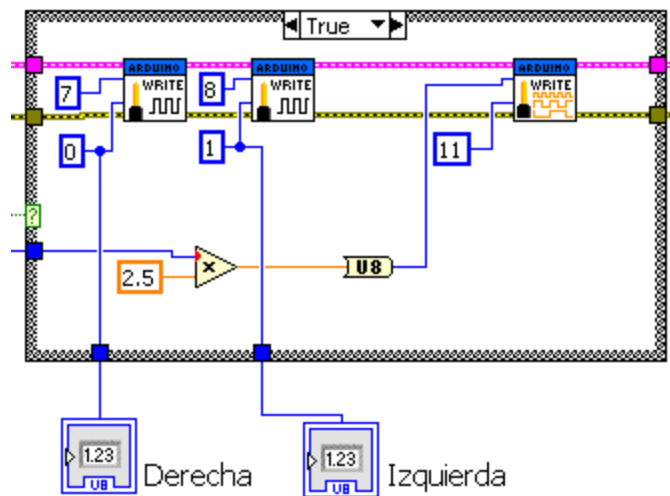 True
ARDUINO ARDUINO ARDUINO
WRITE WRITE WRITE
7 8
0 1 11
?
2.5 x U8
1.23 Derecha 1.23 Izquierda
U8 U8